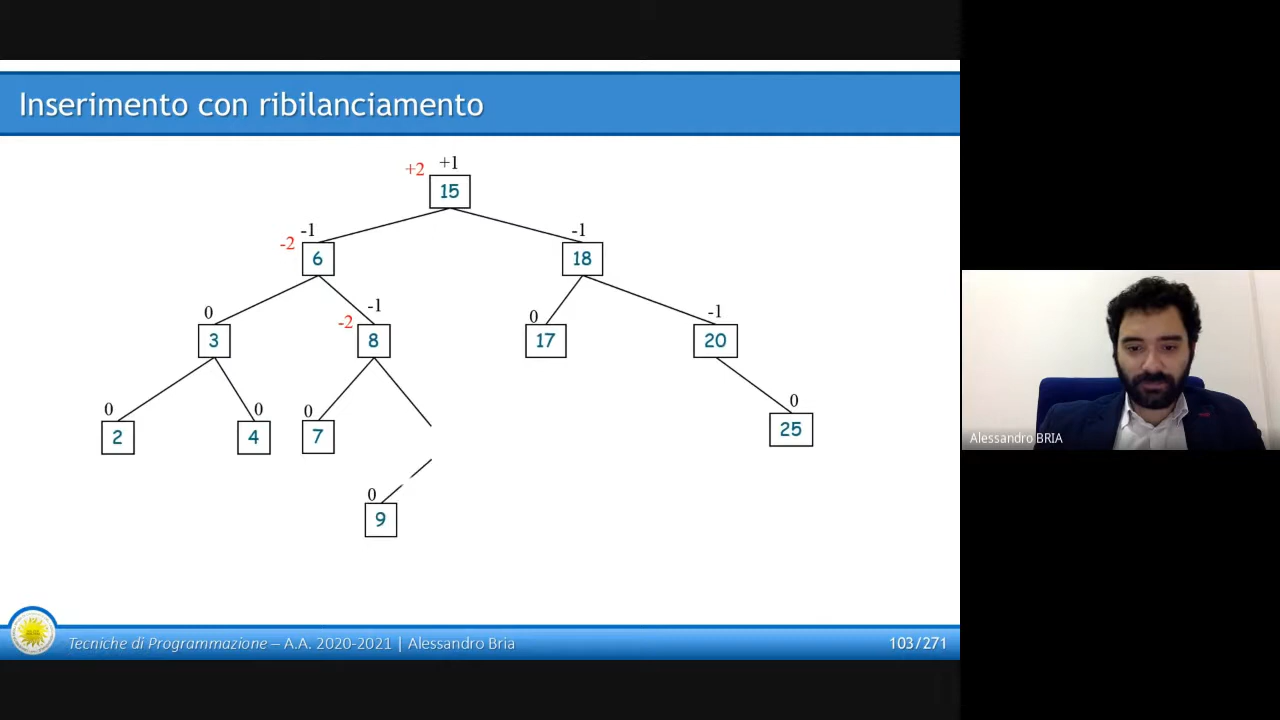 Inserimento con ribilanciamento
+2 +1
15
-1 -1
-2
6 18
0 -1 0 -1
-2
3 8 17 20
0 0 0 0
2 4 7 25
0
9
Alessandro BRIA
Tecniche di Programmazione – A.A. 2020-2021 | Alessandro Bria 103/271